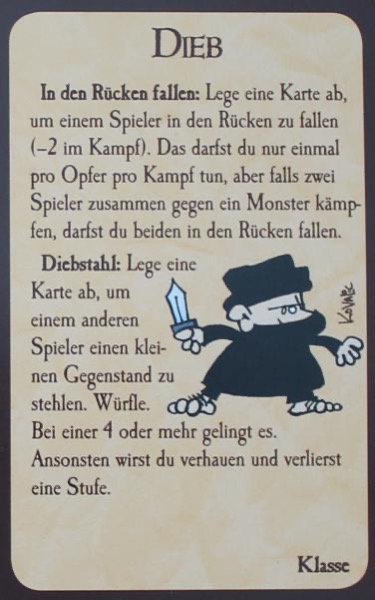 DIEB
In den Rücken fallen: Lege eine Karte ab,
um einem Spieler in den Rücken zu fallen
(–2 im Kampf). Das darfst du nur einmal
pro Opfer pro Kampf tun, aber falls zwei
Spieler zusammen gegen ein Monster kämp-
fen, darfst du beiden in den Rücken fallen.
Diebstahl: Lege eine
Karte ab, um
einem anderen
Spieler einen klei-
nen Gegenstand zu
stehlen. Würfle.
Bei einer 4 oder mehr gelingt es.
Ansonsten wirst du verhauen und verlierst
eine Stufe.
KOVALIC
Klasse